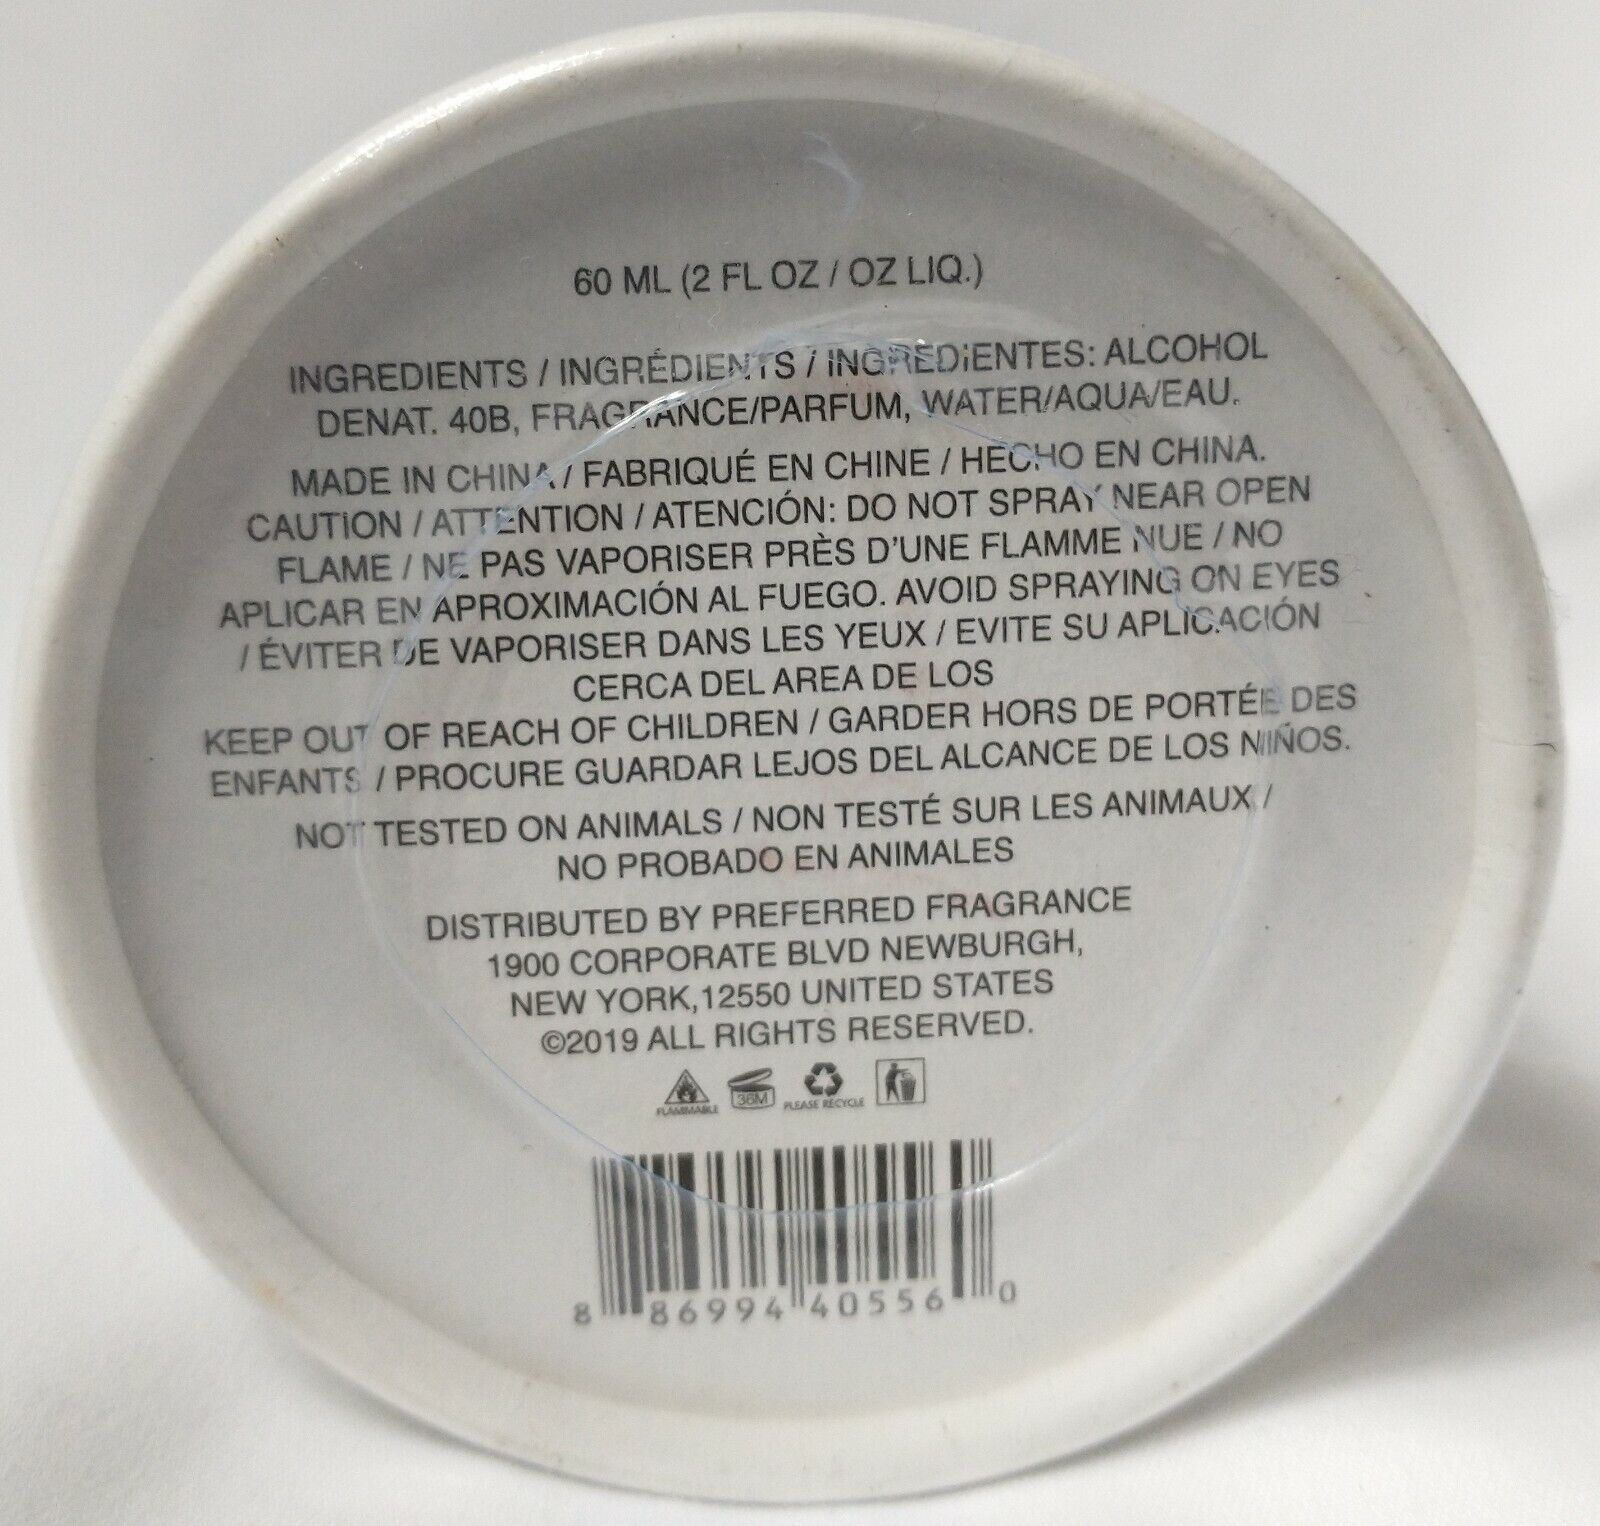 60 ML (2 FL OZ / OZ LIQ.)
INGREDIENTS / INGRÉDIENTS / INGREDIENTES: ALCOHOL
DENAT. 40B, FRAGRANCE/PARFUM, WATER/AQUA/EAU.
MADE IN CHINA / FABRIQUÉ EN CHINE / HECHO EN CHINA.
CAUTION / ATTENTION / ATENCIÓN: DO NOT SPRAY NEAR OPEN
FLAME / NE PAS VAPORISER PRÈS D'UNE FLAMME NUE / NO
APLICAR EN APROXIMACIÓN AL FUEGO. AVOID SPRAYING ON EYES
/ ÉVITER DE VAPORISER DANS LES YEUX / EVITE SU APLICACIÓN
CERCA DEL AREA DE LOS
KEEP OUT OF REACH OF CHILDREN / GARDER HORS DE PORTÉE DES
ENFANTS / PROCURE GUARDAR LEJOS DEL ALCANCE DE LOS NIÑOS.
NOT TESTED ON ANIMALS / NON TESTÉ SUR LES ANIMAUX /
NO PROBADO EN ANIMALES
DISTRIBUTED BY PREFERRED FRAGRANCE
1900 CORPORATE BLVD NEWBURGH,
NEW YORK,12550 UNITED STATES
©2019 ALL RIGHTS RESERVED.
FLAMMABLE 36M PLEASE RECYCLE
8 86994 40556 0